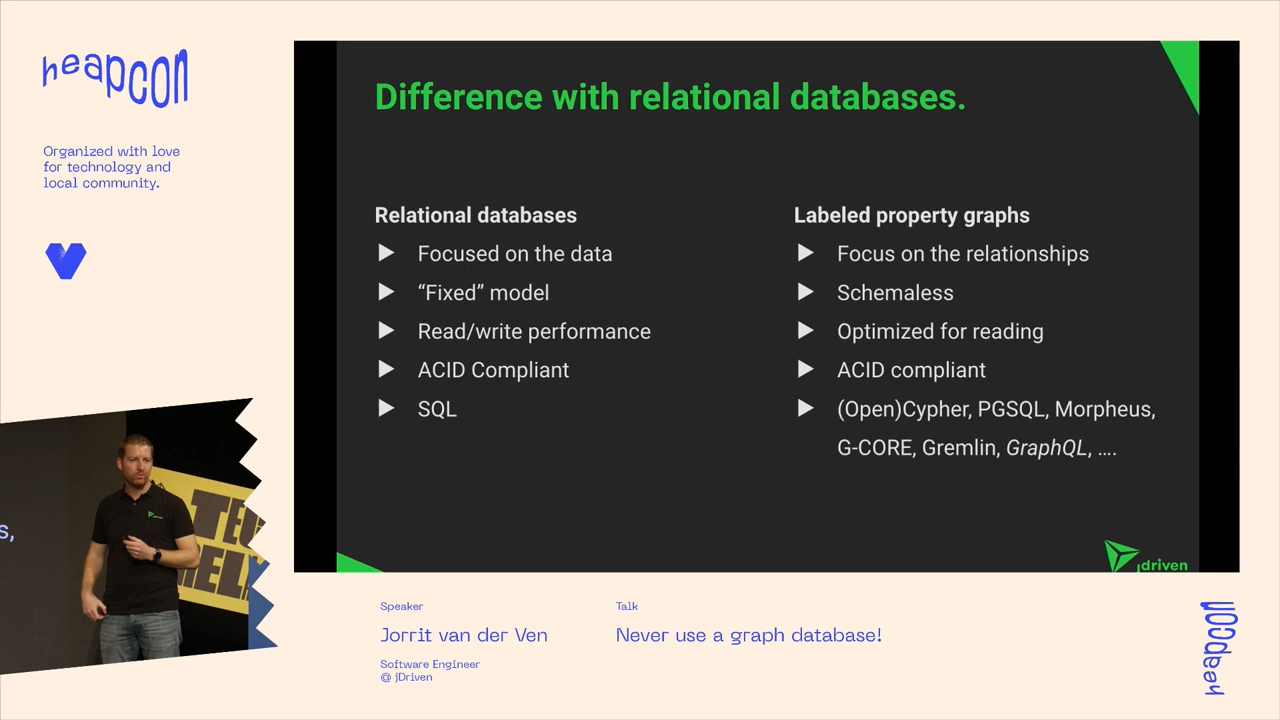 heapcon
Organized with love
for technology and
local community.
Difference with relational databases.
Relational databases
Focused on the data
“Fixed” model
Read/write performance
ACID Compliant
SQL
Labeled property graphs
Focus on the relationships
Schemaless
Optimized for reading
ACID compliant
(Open)Cypher, PGSQL, Morpheus,
G-CORE, Gremlin, GraphQL, ....
jdriven
s,
Speaker
Jorrit van der Ven
Software Engineer
@ jDriven
Talk
Never use a graph database!
heapcon